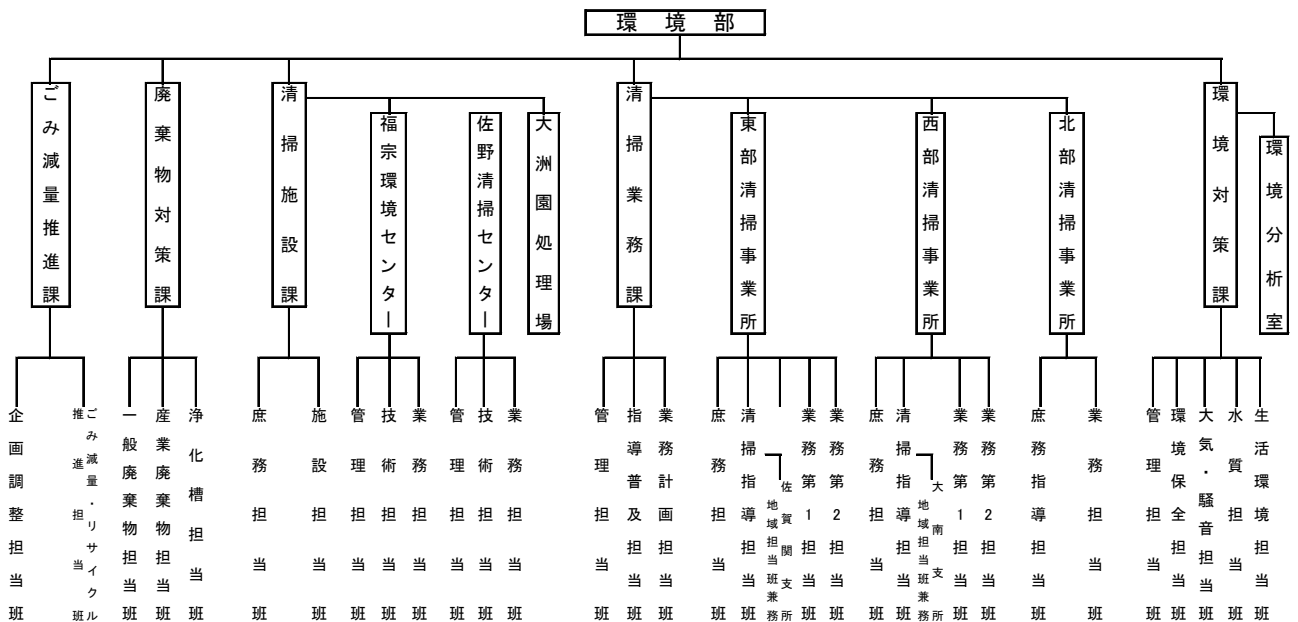 環境部
ごみ減量推進課
廃棄物対策課
清掃施設課
福宗環境センター
佐野清掃センター
大洲園処理場
清掃業務課
東部清掃事業所
西部清掃事業所
北部清掃事業所
環境対策課
環境分析室
企画調整担当班
ごみ減量・リサイクル
推進担当班
一般廃棄物担当班
産業廃棄物担当班
浄化槽担当班
庶務担当班
施設担当班
管理担当班
技術担当班
業務担当班
管理担当班
技術担当班
業務担当班
管理担当班
指導普及担当班
業務計画担当班
庶務担当班
清掃指導担当班
佐賀関支所
地域担当班兼務
業務第1担当班
業務第2担当班
庶務担当班
清掃指導担当班
大南支所
地域担当班兼務
業務第1担当班
業務第2担当班
庶務指導担当班
業務担当班
管理担当班
環境保全担当班
大気・騒音担当班
水質担当班
生活環境担当班